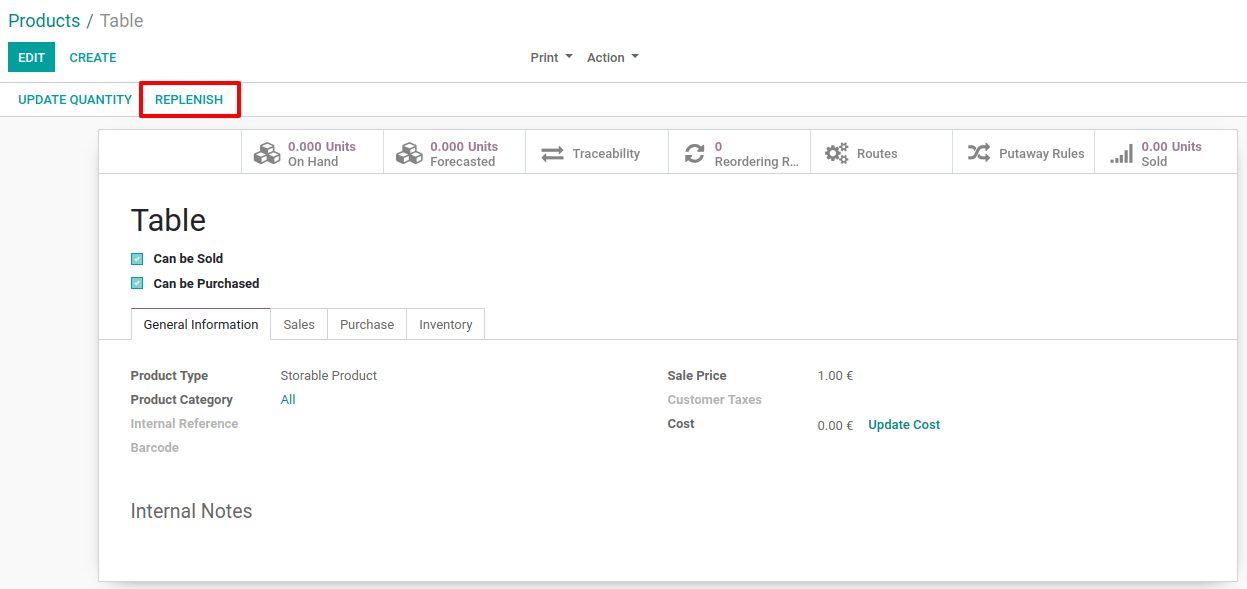 Products / Table
EDIT CREATE Print Action
UPDATE QUANTITY REPLENISH
0.000 Units
On Hand
0.000 Units
Forecasted
Traceability
0
Reordering R...
Routes
Putaway Rules
0.00 Units
Sold
Table
Can be Sold
Can be Purchased
General Information Sales Purchase Inventory
Product Type Storable Product
Product Category All
Internal Reference
Barcode
Sale Price 1.00 €
Customer Taxes
Cost 0.00 € Update Cost
Internal Notes